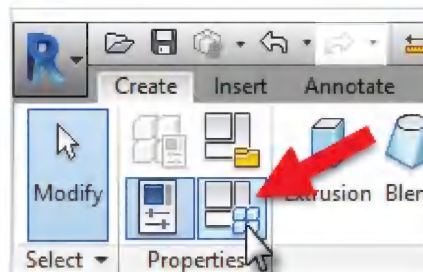 R
Create Insert Annotate
Modify
Extrusion Blen
Select Properties